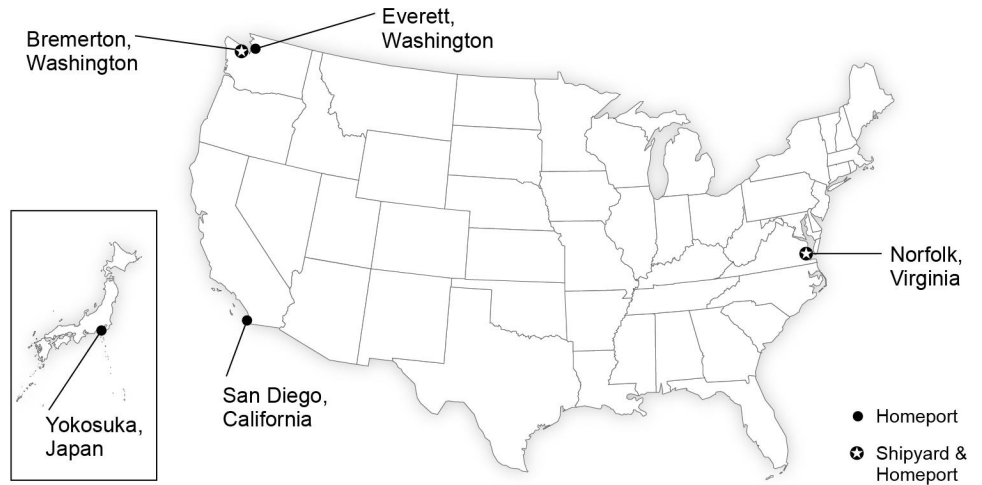 Everett,
Washington
Bremerton,
Washington
Norfolk,
Virginia
San Diego,
California
Yokosuka,
Japan
Homeport
Shipyard &
Homeport